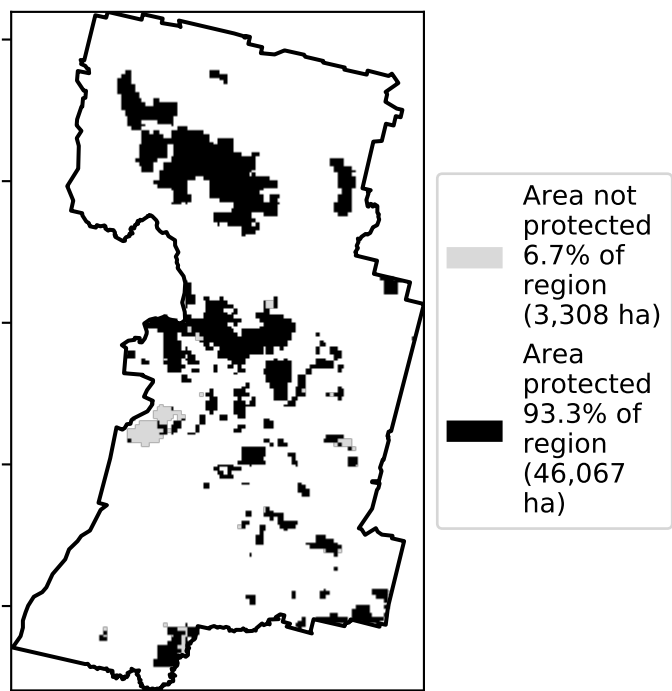 Area not
protected
6.7% of
region
(3,308 ha)
Area
protected
93.3% of
region
(46,067
ha)